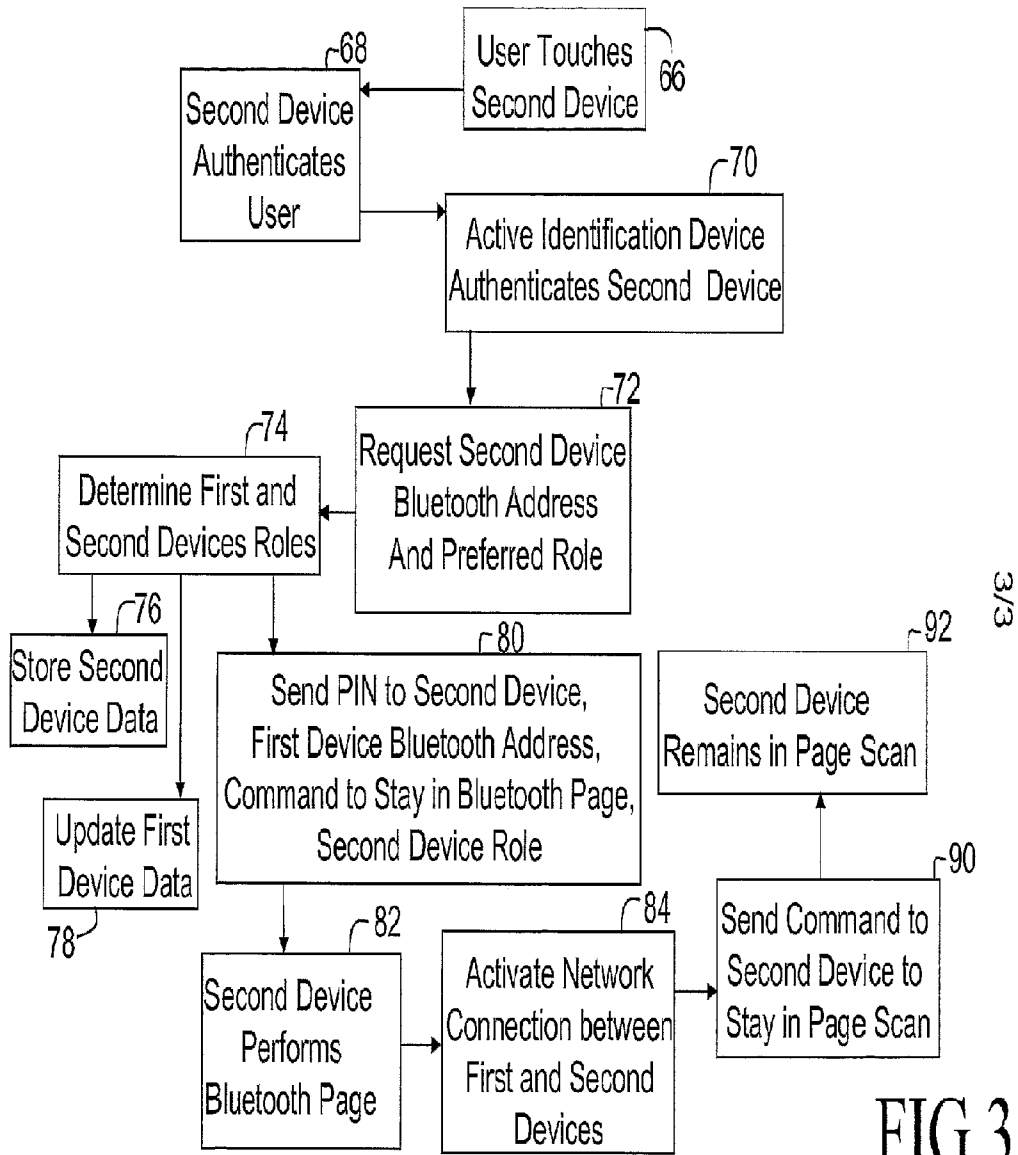 User Touches
Second Device
66
68
Second Device
Authenticates
User
70
Active Identification Device
Authenticates Second Device
72
Request Second Device
Bluetooth Address
And Preferred Role
74
Determine First and
Second Devices Roles
76
Store Second
Device Data
Update First
Device Data
78
80
Send PIN to Second Device,
First Device Bluetooth Address,
Command to Stay in Bluetooth Page,
Second Device Role
82
Second Device
Performs
Bluetooth Page
84
Activate Network
Connection between
First and Second
Devices
90
Send Command to
Second Device to
Stay in Page Scan
92
Second Device
Remains in Page Scan
3/3
FIG 3